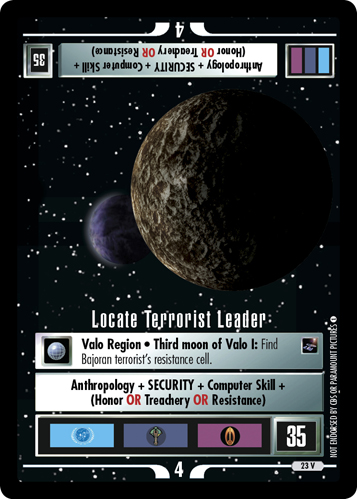 4
Anthropology + SECURITY + Computer Skill +
(Honor OR Treachery OR Resistance)
35
Locate Terrorist Leader
Valo Region • Third moon of Valo I: Find
Bajoran terrorist's resistance cell.
Anthropology + SECURITY + Computer Skill +
(Honor OR Treachery OR Resistance)
35
4
23 V
NOT ENDORSED BY CBS OR PARAMOUNT PICTURES